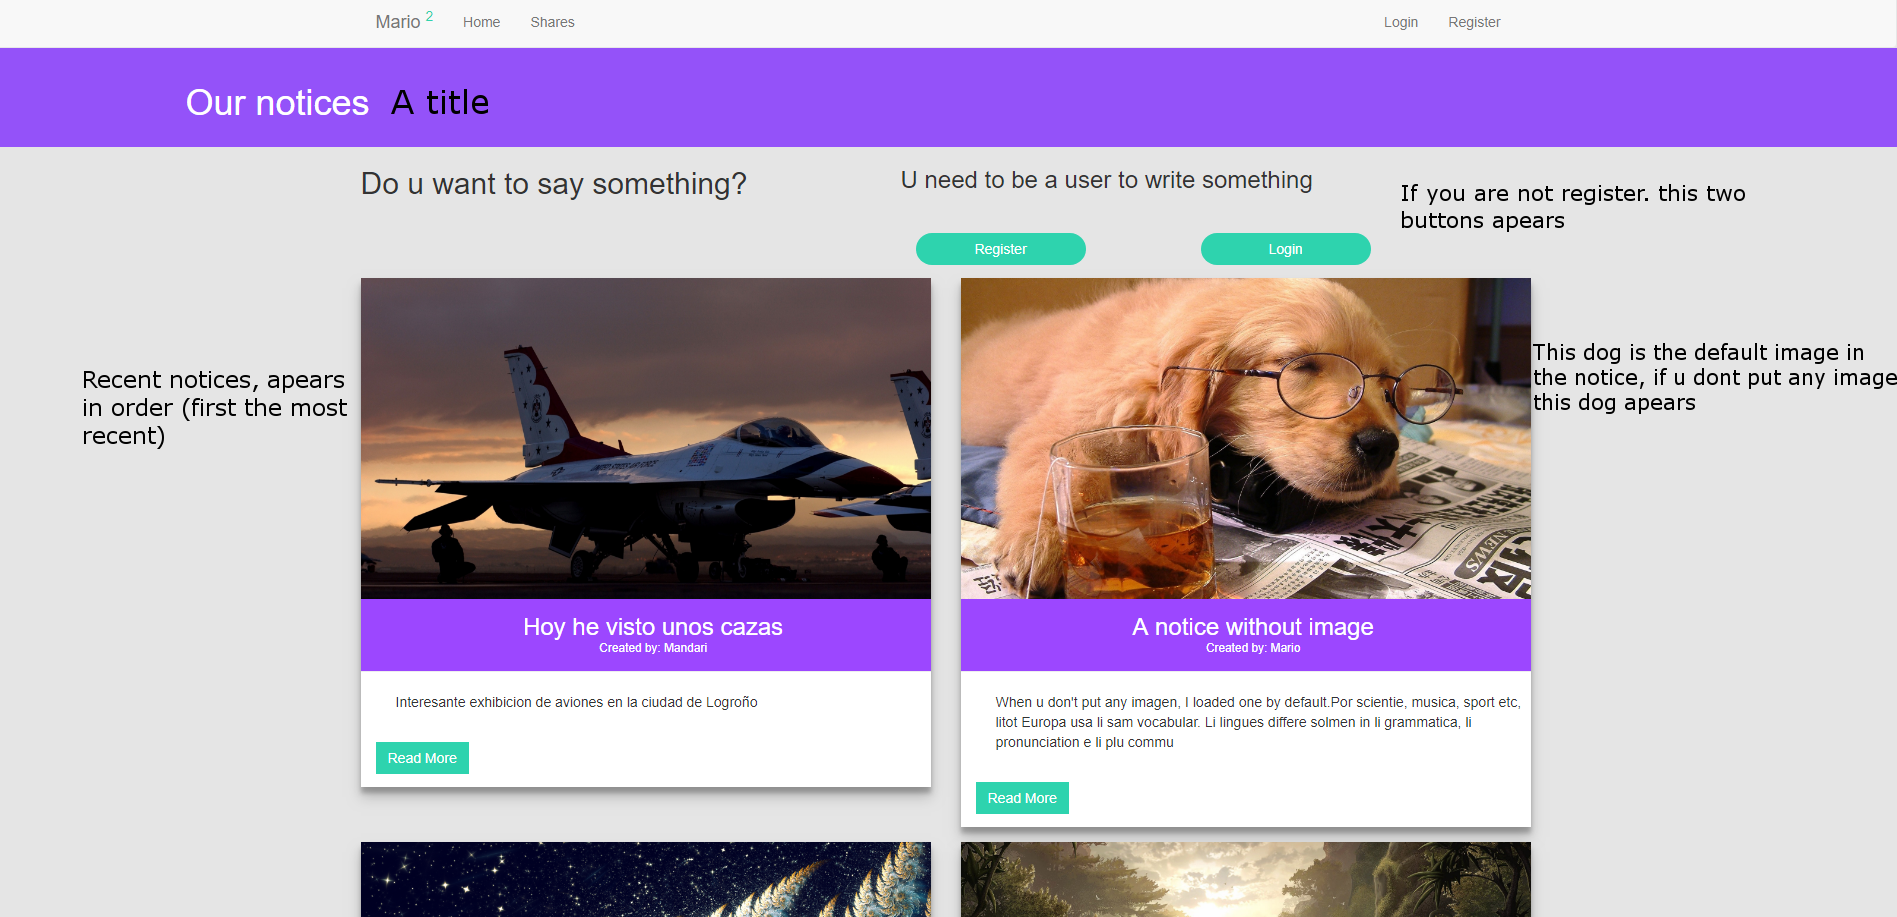 Mario 2 Home Shares Login Register
Our notices A title
Do u want to say something?
U need to be a user to write something
If you are not register. this two
buttons apears
Register Login
Recent notices, apears
in order (first the most
recent)
This dog is the default image in
the notice, if u dont put any image
this dog apears
NEWS
Hoy he visto unos cazas
Created by: Mandari
Interesante exhibicion de aviones en la ciudad de Logroño
Read More
A notice without image
Created by: Mario
When u don't put any imagen, I loaded one by default.Por scientie, musica, sport etc,
litot Europa usa li sam vocabular. Li lingues differe solmen in li grammatica, li
pronunciation e li plu commu
Read More